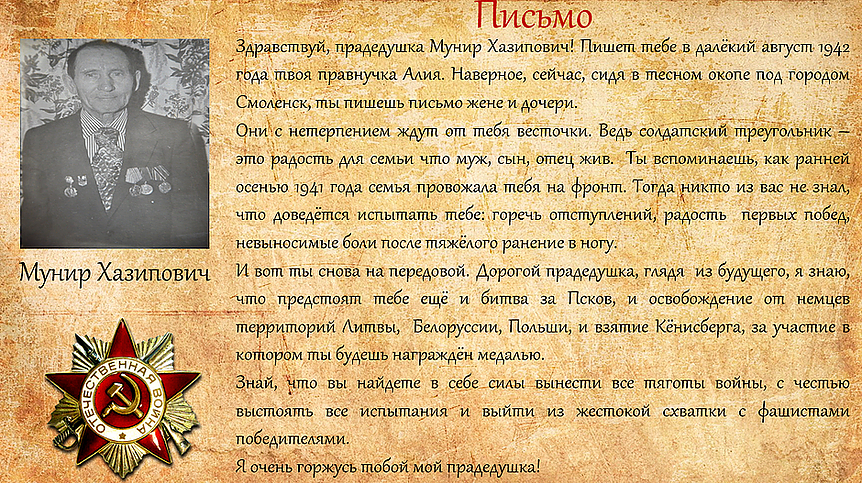 Письмо
Здравствуй, прадедушка Мунир Хазипович! Пишет тебе в далёкий август 1942
года твоя правнучка Алия. Наверное, сейчас, сидя в тесном окопе под городом
Смоленск, ты пишешь письмо жене и дочери.
Они с нетерпением ждут от тебя весточки. Ведь солдатский треугольник –
это радость для семьи что муж, сын, отец жив. Ты вспоминаешь, как ранней
осенью 1941 года семья провожала тебя на фронт. Тогда никто из вас не знал,
что доведётся испытать тебе: горечь отступлений, радость первых побед,
невыносимые боли после тяжёлого ранение в ногу.
И вот ты снова на передовой. Дорогой прадедушка, глядя из будущего, я знаю,
что предстоят тебе ещё и битва за Псков, и освобождение от немцев
территорий Литвы, Белоруссии, Польши, и взятие Кёнисберга, за участие в
котором ты будешь награждён медалью.
Знай, что вы найдете в себе силы вынести все тяготы войны, с честью
выстоять все испытания и выйти из жестокой схватки с фашистами
победителями.
Я очень горжусь тобой мой прадедушка!
Мунир Хазипович
ОТЕЧЕСТВЕННАЯ ВОЙНА